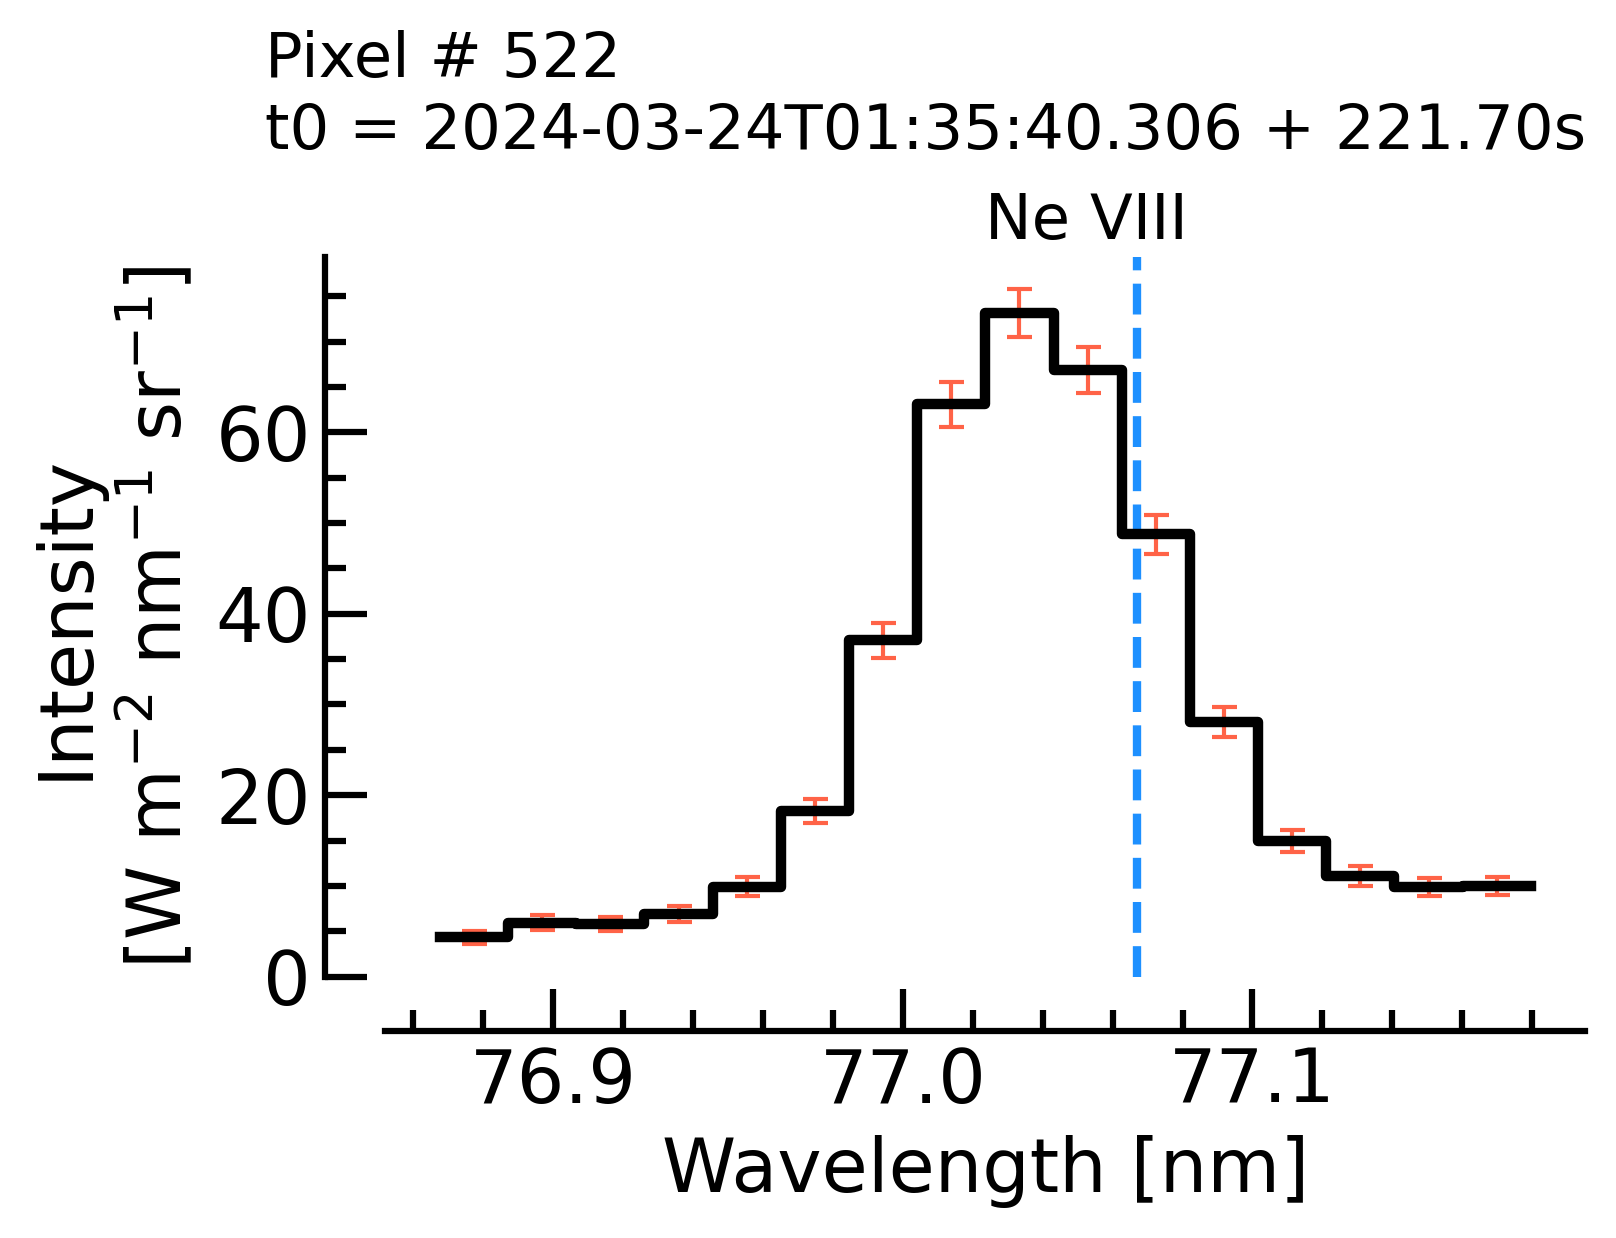 Pixel # 522
t0 = 2024-03-24T01:35:40.306 + 221.70s
Ne VIII
Intensity
[W m⁻² nm⁻¹ sr⁻¹]
60
40
20
0
76.9
77.0
77.1
Wavelength [nm]